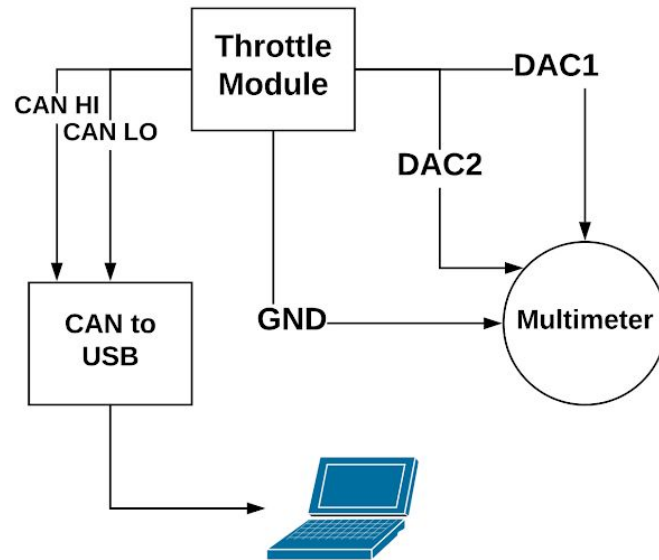 Throttle
Module
DAC1
CAN HI
CAN LO
DAC2
CAN to
USB
GND
Multimeter